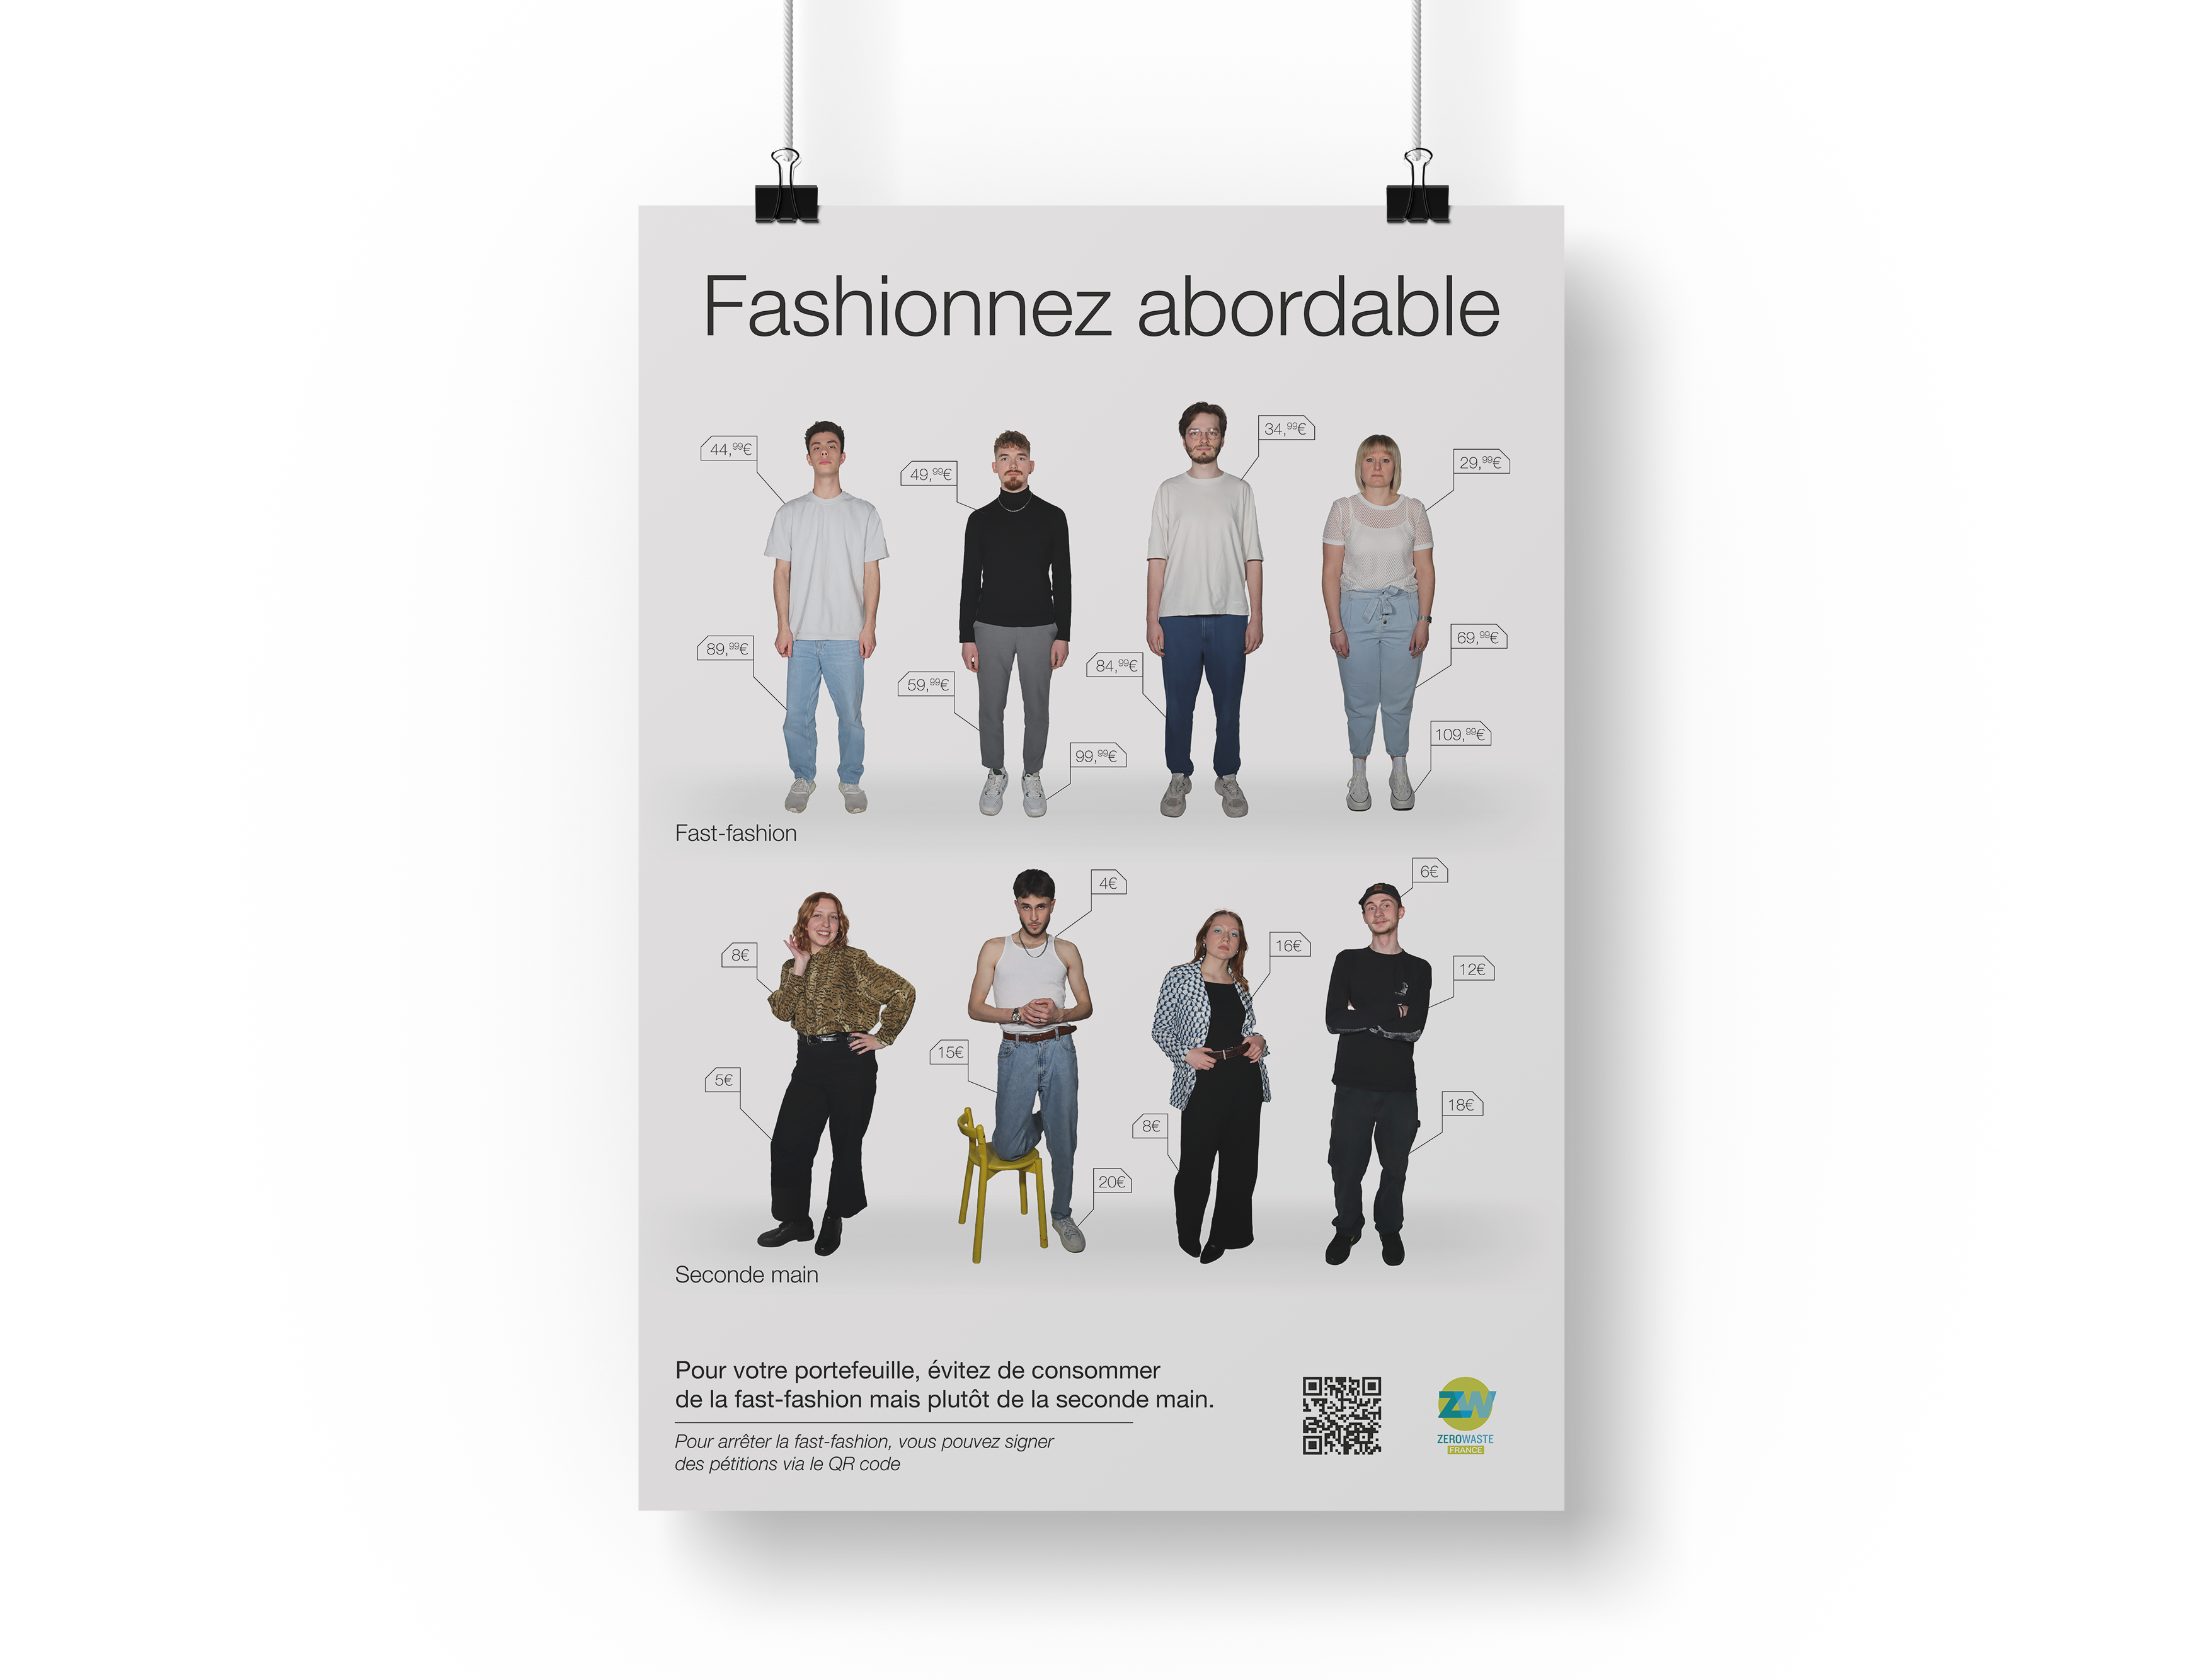 Fashionnez abordable
44,99€
49,99€
34,99€
29,99€
89,99€
59,99€
84,99€
69,99€
99,99€
109,99€
Fast-fashion
8€
4€
16€
6€
12€
5€
15€
8€
18€
20€
Seconde main
Pour votre portefeuille, évitez de consommer
de la fast-fashion mais plutôt de la seconde main.
Pour arrêter la fast-fashion, vous pouvez signer
des pétitions via le QR code
ZW
ZEROWASTE
FRANCE